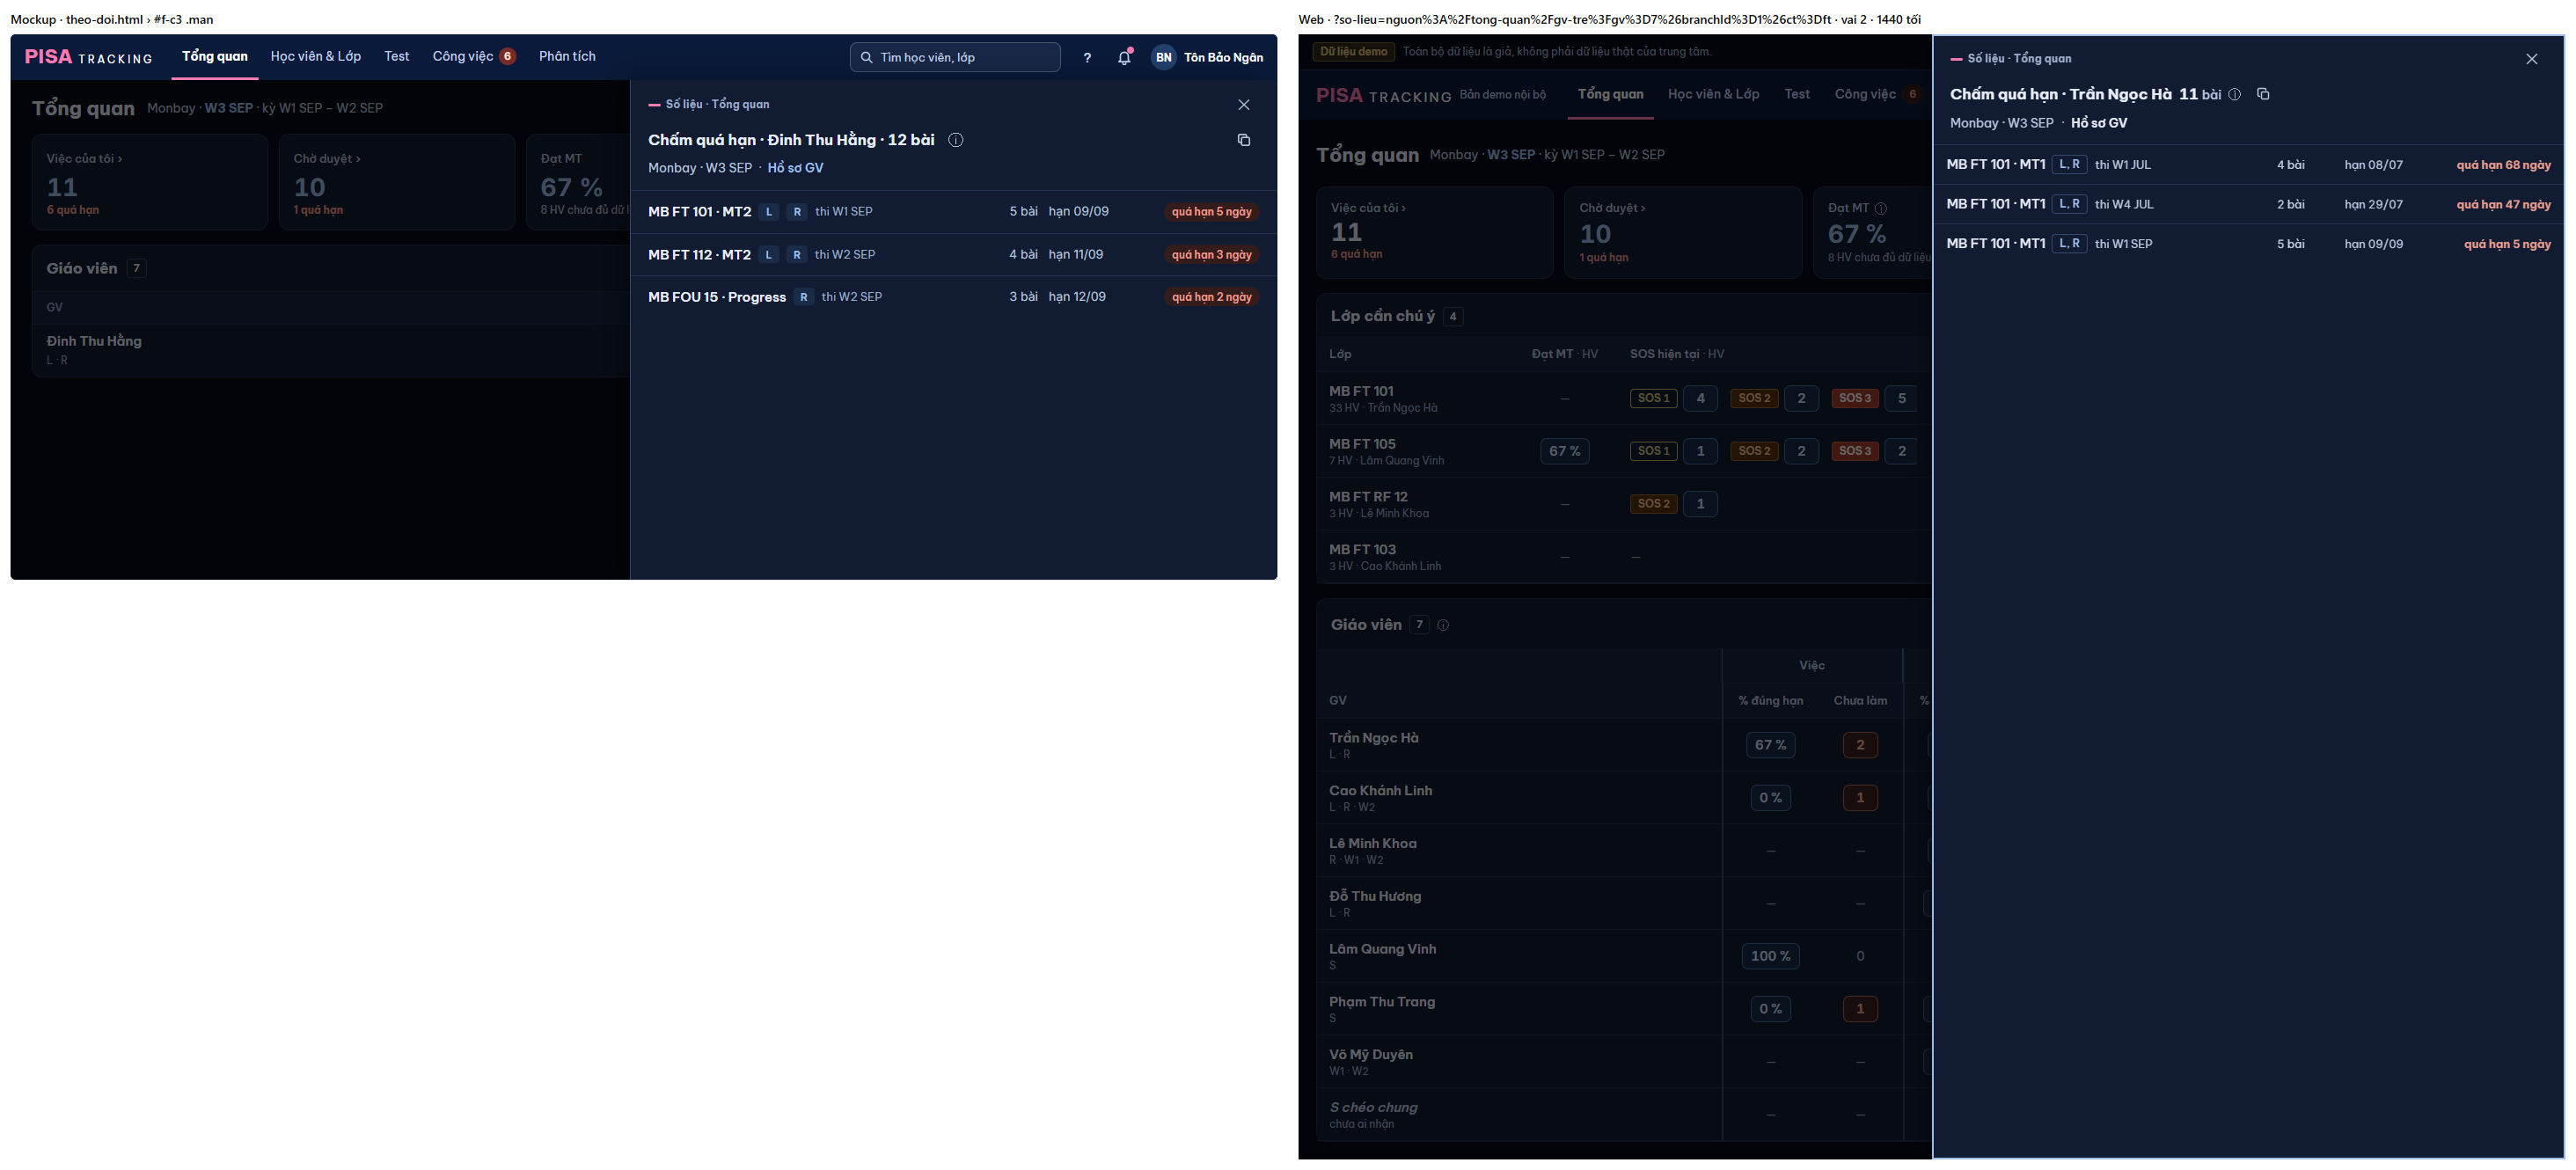 Mockup · theo-doi.html › #f-c3 .man
PISA TRACKING Tổng quan Học viên & Lớp Test Công việc 6 Phân tích Tìm học viên, lớp ? BN Tôn Bảo Ngân
Tổng quan Monbay · W3 SEP · kỳ W1 SEP – W2 SEP
Việc của tôi ›
11
6 quá hạn
Chờ duyệt ›
10
1 quá hạn
Đạt MT
67 %
8 HV chưa đủ dữ l
Giáo viên 7
GV
Đinh Thu Hằng
L · R
Số liệu · Tổng quan
Chấm quá hạn · Đinh Thu Hằng · 12 bài
Monbay · W3 SEP · Hồ sơ GV
MB FT 101 · MT2 L R thi W1 SEP 5 bài hạn 09/09 quá hạn 5 ngày
MB FT 112 · MT2 L R thi W2 SEP 4 bài hạn 11/09 quá hạn 3 ngày
MB FOU 15 · Progress R thi W2 SEP 3 bài hạn 12/09 quá hạn 2 ngày
Web · ?so-lieu=nguon%3A%2Ftong-quan%2Fgv-tre%3Fgv%3D7%26branchId%3D1%26ct%3Dft · vai 2 · 1440 tối
Dữ liệu demo Toàn bộ dữ liệu là giả, không phải dữ liệu thật của trung tâm.
PISA TRACKING Bản demo nội bộ Tổng quan Học viên & Lớp Test Công việc 6
Tổng quan Monbay · W3 SEP · kỳ W1 SEP – W2 SEP
Việc của tôi ›
11
6 quá hạn
Chờ duyệt ›
10
1 quá hạn
Đạt MT
67 %
8 HV chưa đủ dữ liệu
Lớp cần chú ý 4
Lớp Đạt MT · HV SOS hiện tại · HV
MB FT 101
33 HV · Trần Ngọc Hà
— SOS 1 4 SOS 2 2 SOS 3 5
MB FT 105
7 HV · Lâm Quang Vinh
67 % SOS 1 1 SOS 2 2 SOS 3 2
MB FT RF 12
3 HV · Lê Minh Khoa
— SOS 2 1
MB FT 103
3 HV · Cao Khánh Linh
— —
Giáo viên 7
Việc
GV % đúng hạn Chưa làm %
Trần Ngọc Hà
L · R
67 % 2
Cao Khánh Linh
L · R · W2
0 % 1
Lê Minh Khoa
R · W1 · W2
— —
Đỗ Thu Hương
L · R
— —
Lâm Quang Vinh
S
100 % 0
Phạm Thu Trang
S
0 % 1
Võ Mỹ Duyên
W1 · W2
— —
S chéo chung
chưa ai nhận
— —
Số liệu · Tổng quan
Chấm quá hạn · Trần Ngọc Hà 11 bài
Monbay · W3 SEP · Hồ sơ GV
MB FT 101 · MT1 L, R thi W1 JUL 4 bài hạn 08/07 quá hạn 68 ngày
MB FT 101 · MT1 L, R thi W4 JUL 2 bài hạn 29/07 quá hạn 47 ngày
MB FT 101 · MT1 L, R thi W1 SEP 5 bài hạn 09/09 quá hạn 5 ngày